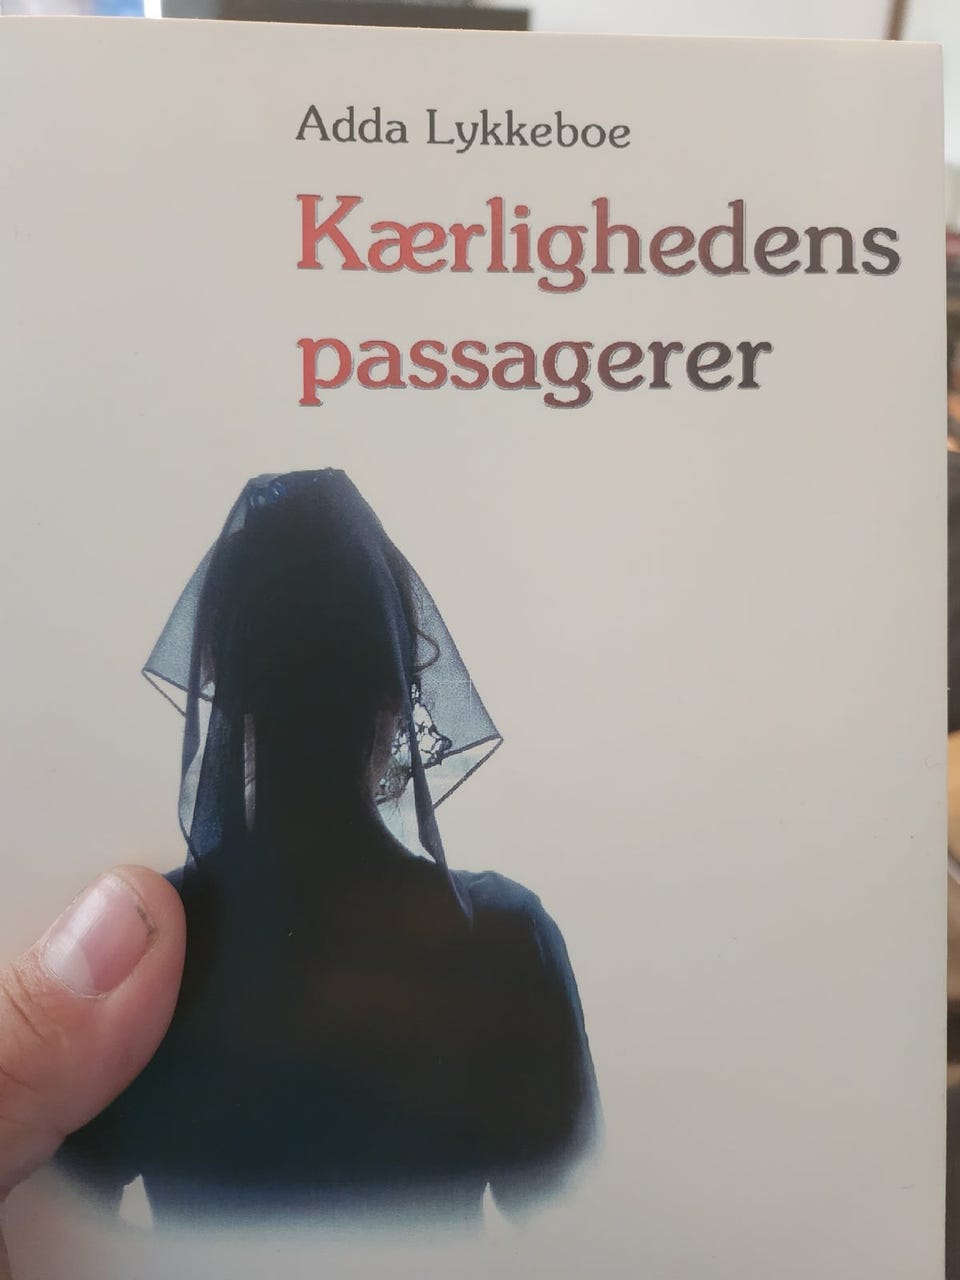 Adda Lykkeboe
Kærlighedens
passagerer